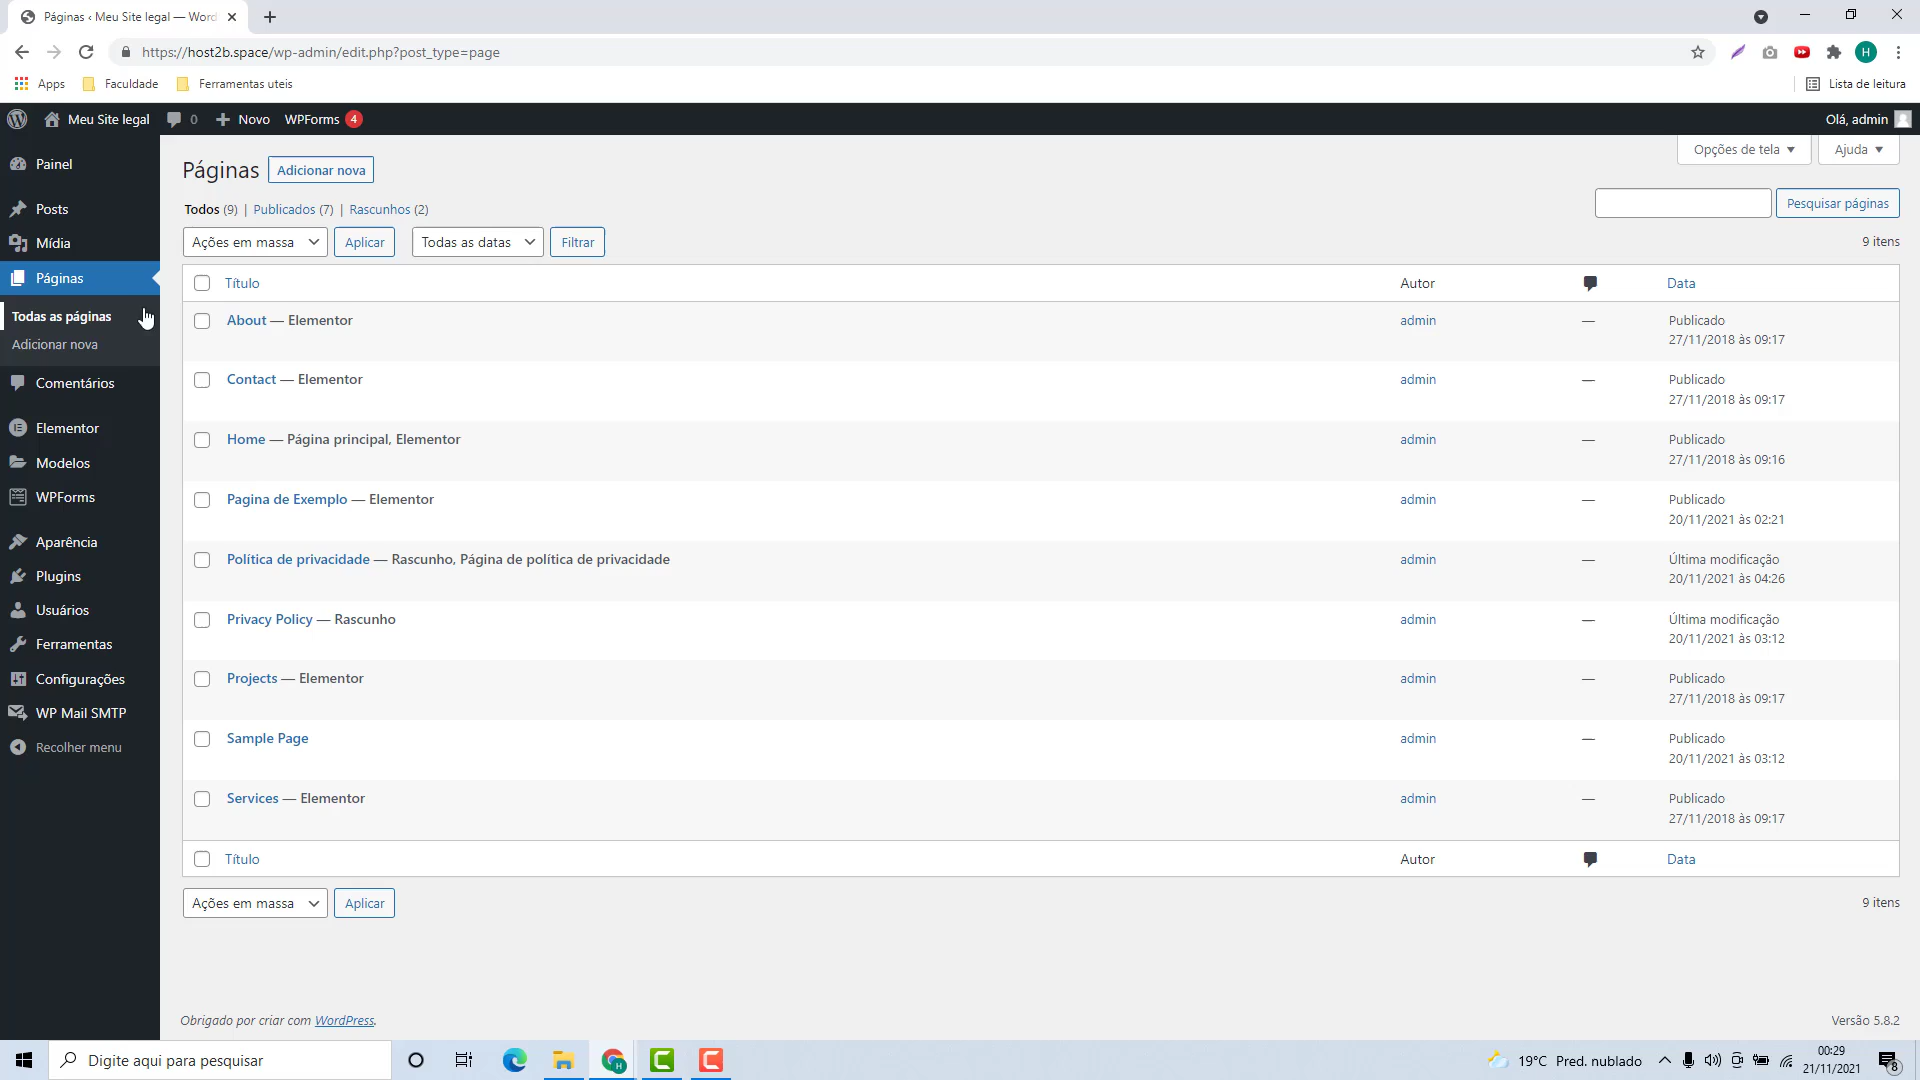 Páginas ‹ Meu Site legal — Word
https://host2b.space/wp-admin/edit.php?post_type=page
H
Apps
Faculdade
Ferramentas uteis
Lista de leitura
Meu Site legal
0
Novo
WPForms 4
Olá, admin
Painel
Posts
Mídia
Páginas
Todas as páginas
Adicionar nova
Comentários
Elementor
Modelos
WPForms
Aparência
Plugins
Usuários
Ferramentas
Configurações
WP Mail SMTP
Recolher menu
Opções de tela
Ajuda
Páginas
Adicionar nova
Todos (9) | Publicados (7) | Rascunhos (2)
Pesquisar páginas
Ações em massa
Aplicar
Todas as datas
Filtrar
9 itens
Título
Autor
Data
About — Elementor
admin
—
Publicado
27/11/2018 às 09:17
Contact — Elementor
admin
—
Publicado
27/11/2018 às 09:17
Home — Página principal, Elementor
admin
—
Publicado
27/11/2018 às 09:16
Pagina de Exemplo — Elementor
admin
—
Publicado
20/11/2021 às 02:21
Política de privacidade — Rascunho, Página de política de privacidade
admin
—
Última modificação
20/11/2021 às 04:26
Privacy Policy — Rascunho
admin
—
Última modificação
20/11/2021 às 03:12
Projects — Elementor
admin
—
Publicado
27/11/2018 às 09:17
Sample Page
admin
—
Publicado
20/11/2021 às 03:12
Services — Elementor
admin
—
Publicado
27/11/2018 às 09:17
Título
Autor
Data
Ações em massa
Aplicar
9 itens
Obrigado por criar com WordPress.
Versão 5.8.2
Digite aqui para pesquisar
19°C Pred. nublado
00:29
21/11/2021
8